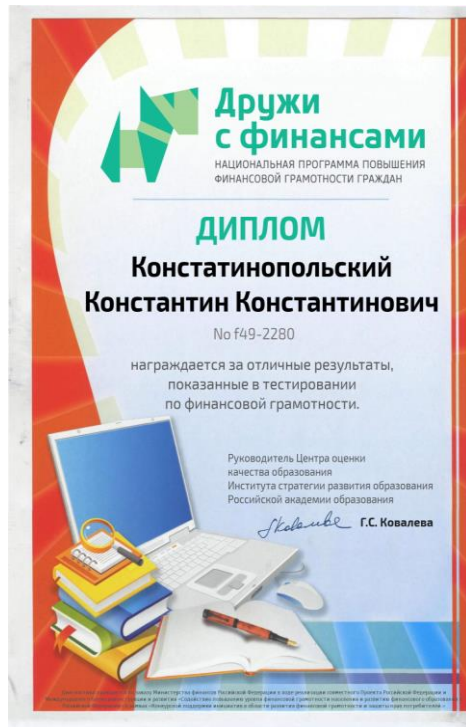 Дружи
с финансами
НАЦИОНАЛЬНАЯ ПРОГРАММА ПОВЫШЕНИЯ
ФИНАНСОВОЙ ГРАМОТНОСТИ ГРАЖДАН
ДИПЛОМ
Констатинопольский
Константин Константинович
No f49-2280
награждается за отличные результаты,
показанные в тестировании
по финансовой грамотности.
Руководитель Центра оценки
качества образования
Института стратегии развития образования
Российской академии образования
Г.С. Ковалева